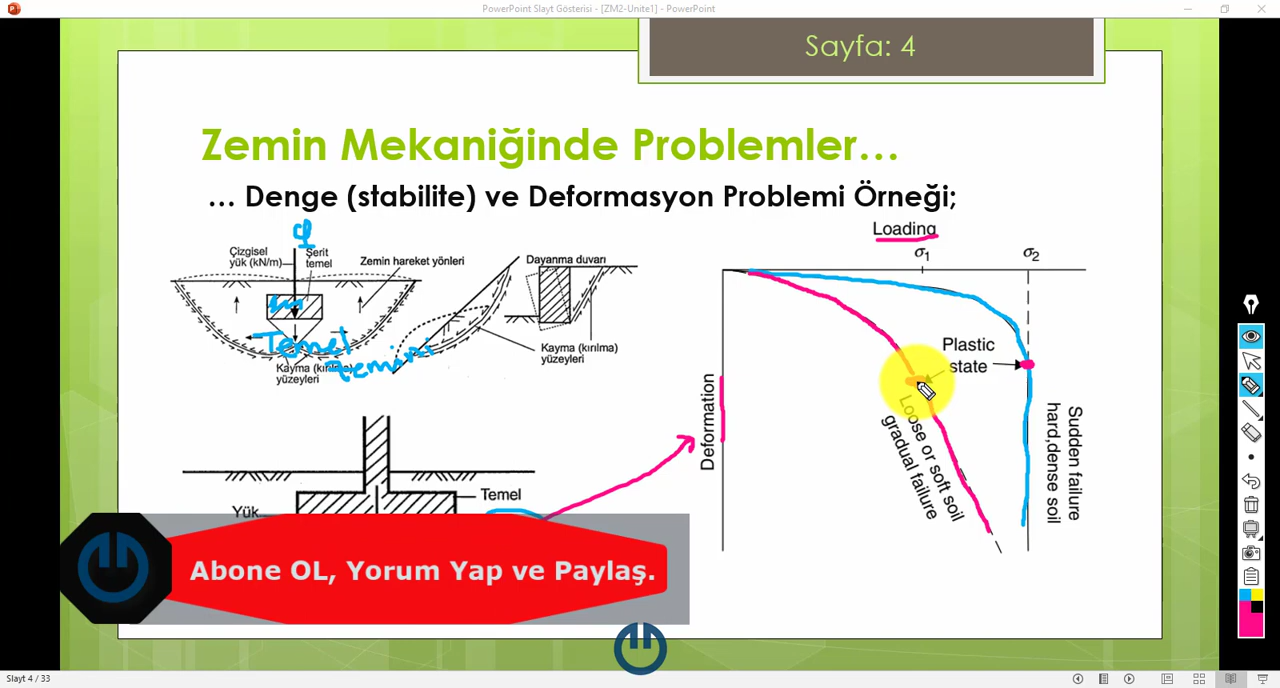 PowerPoint Slayt Gösterisi - [ZM2-Unite1] - PowerPoint
Sayfa: 4
Zemin Mekaniğinde Problemler...
... Denge (stabilite) ve Deformasyon Problemi Örneği;
q
Çizgisel
yük (kN/m)
Şerit
temel
Zemin hareket yönleri
Temel
zemini
Kayma (kırılma)
yüzeyleri
Dayanma duvarı
Kayma (kırılma)
yüzeyleri
Loading
σ1
σ2
Plastic
state
Deformation
Loose or soft soil
gradual failure
Sudden failure
hard,dense soil
Temel
Yük
Abone OL, Yorum Yap ve Paylaş.
Slayt 4 / 33